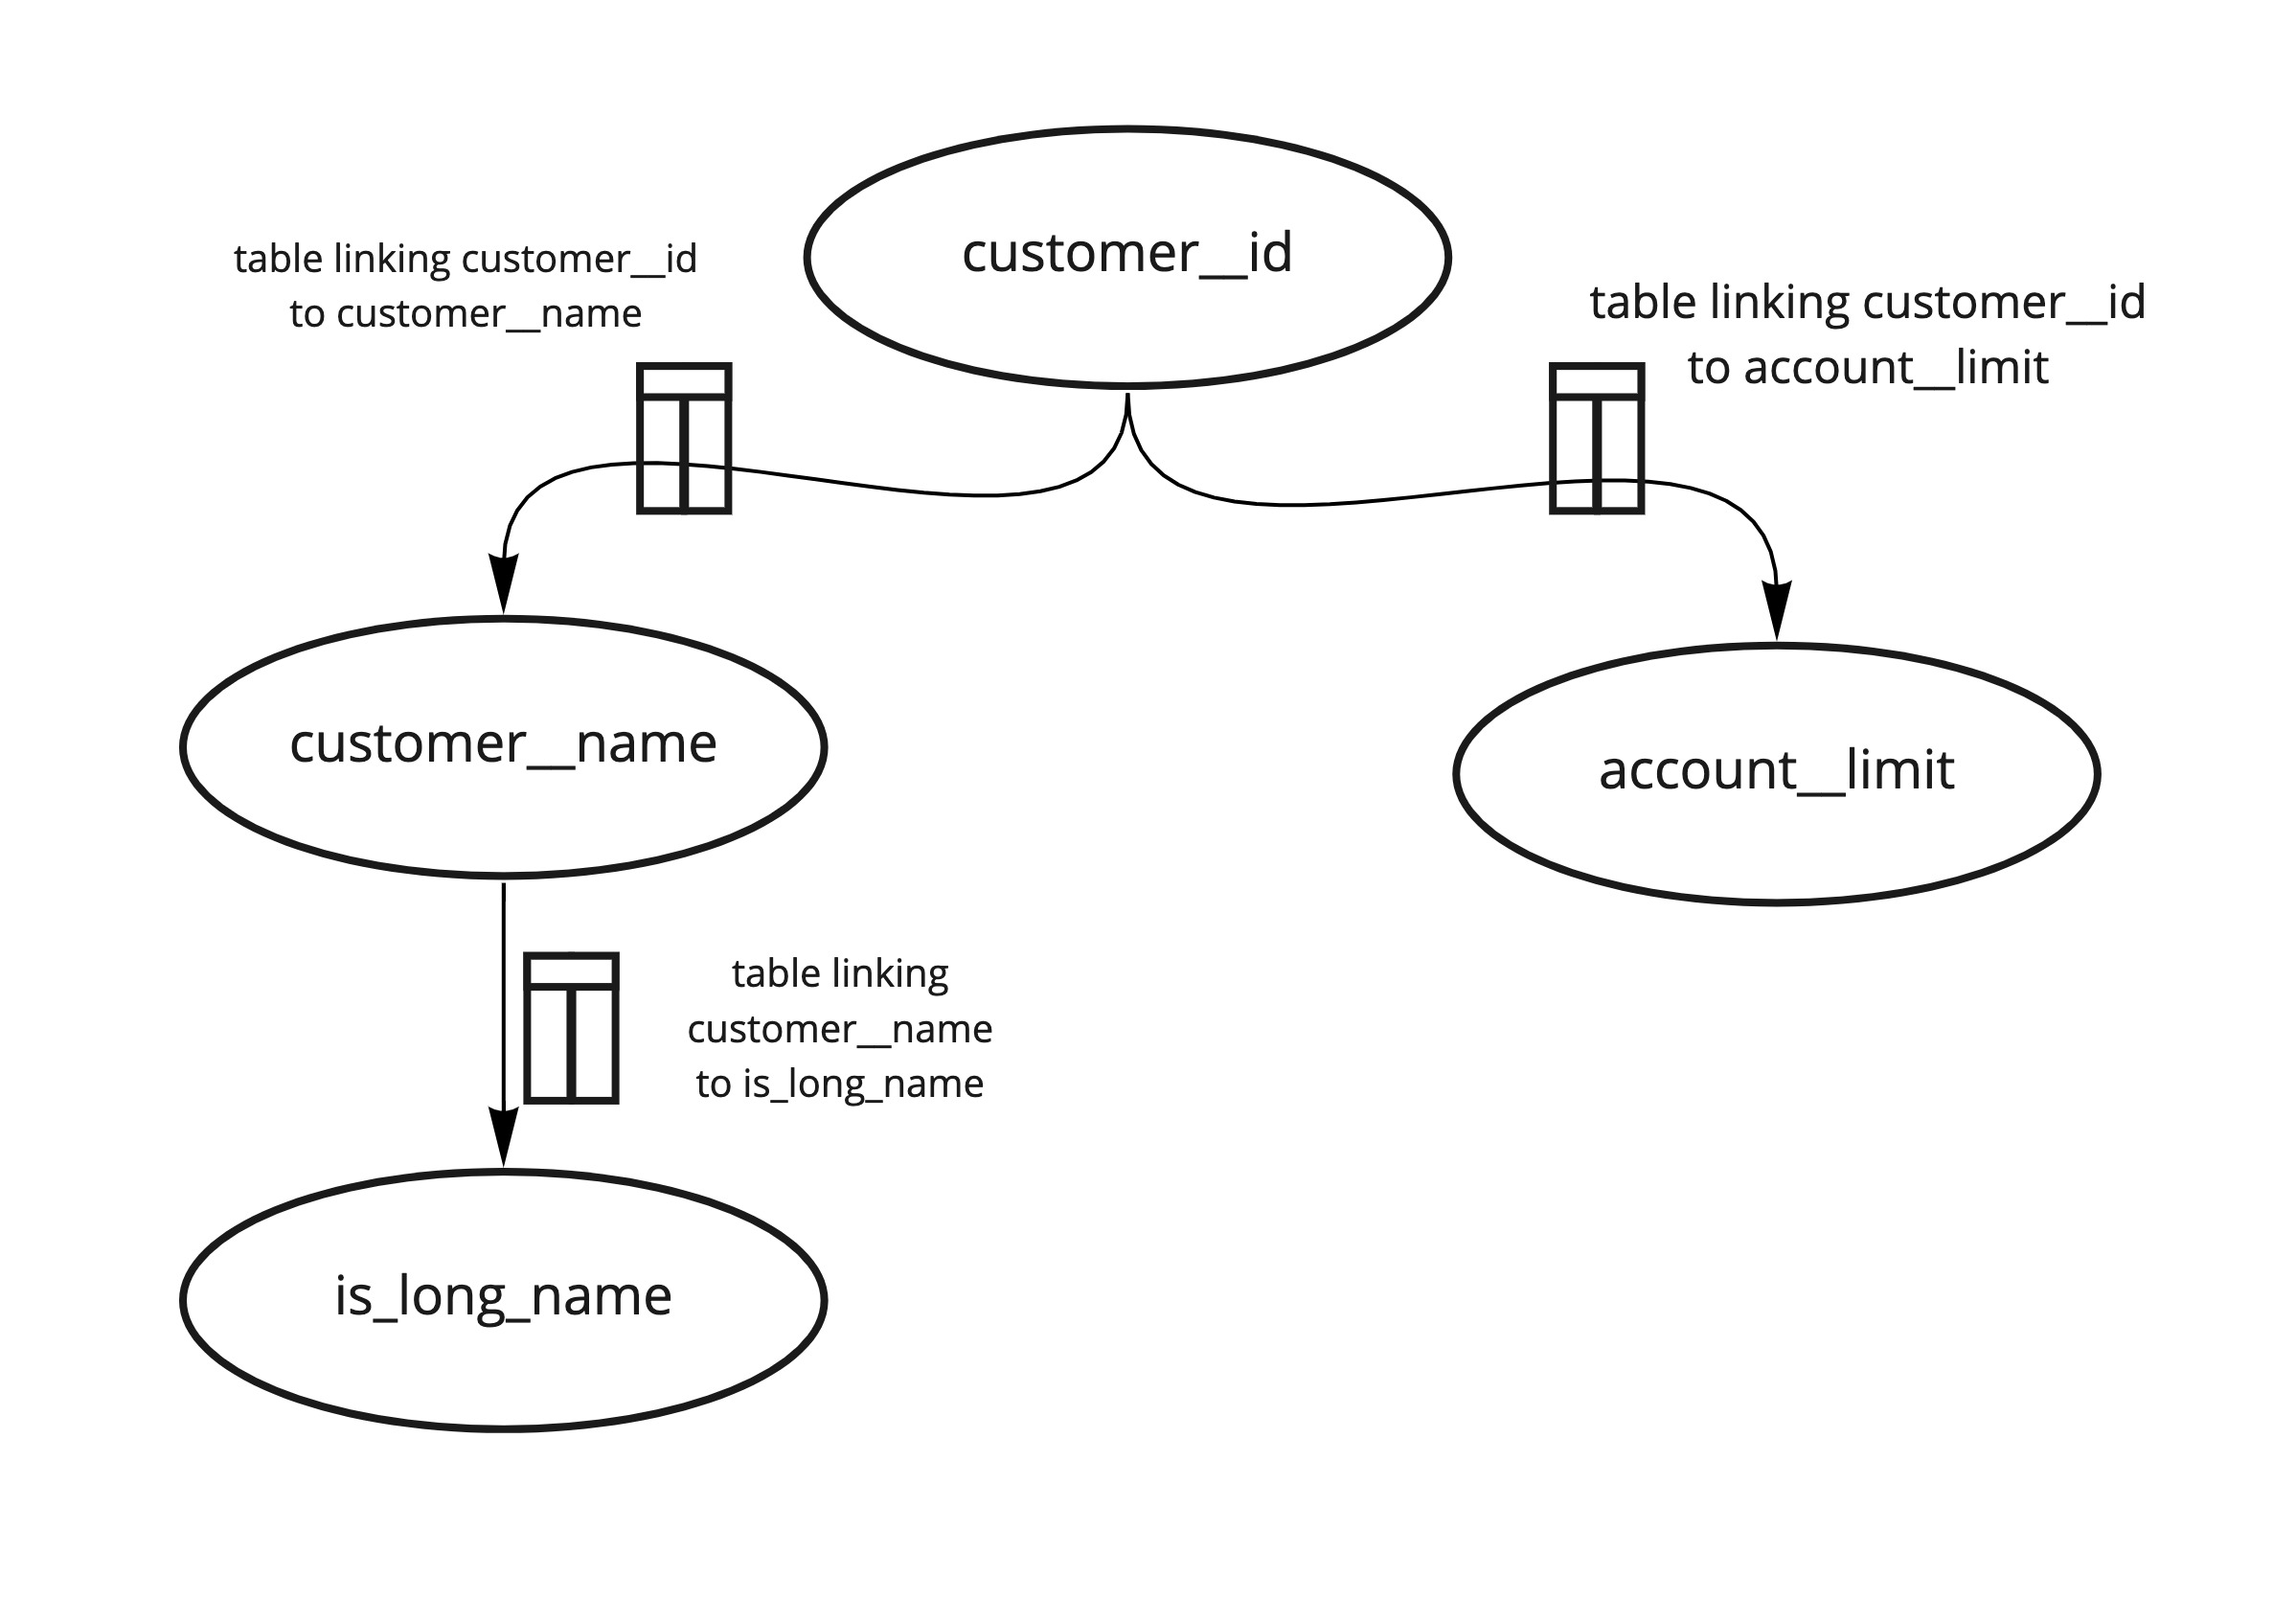 customer__id
table linking customer__id
to customer__name
table linking customer__id
to account__limit
customer__name
account__limit
table linking
customer__name
to is_long_name
is_long_name